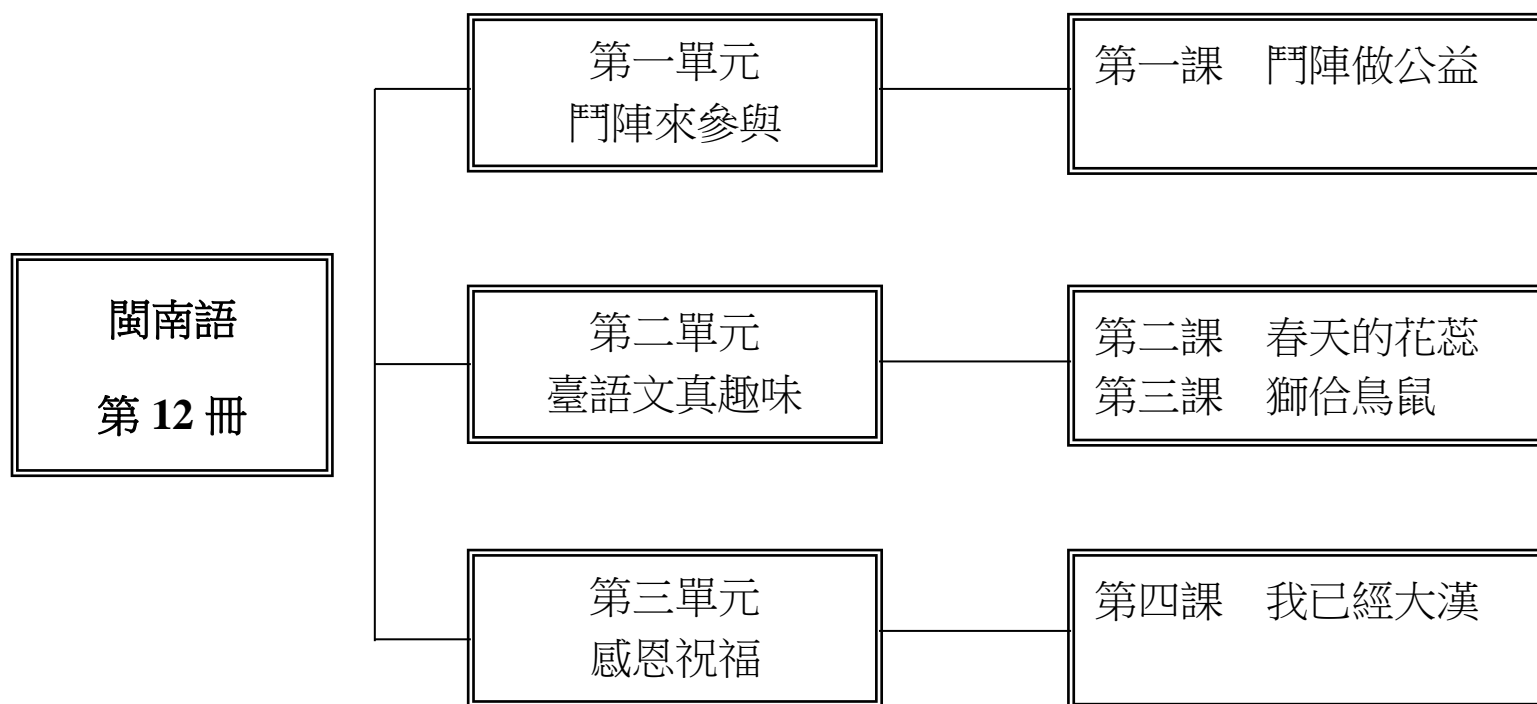 閩南語
第 12 冊
第一單元
鬥陣來參與
第一課　鬥陣做公益
第二單元
臺語文真趣味
第二課　春天的花蕊
第三課　獅佮鳥鼠
第三單元
感恩祝福
第四課　我已經大漢